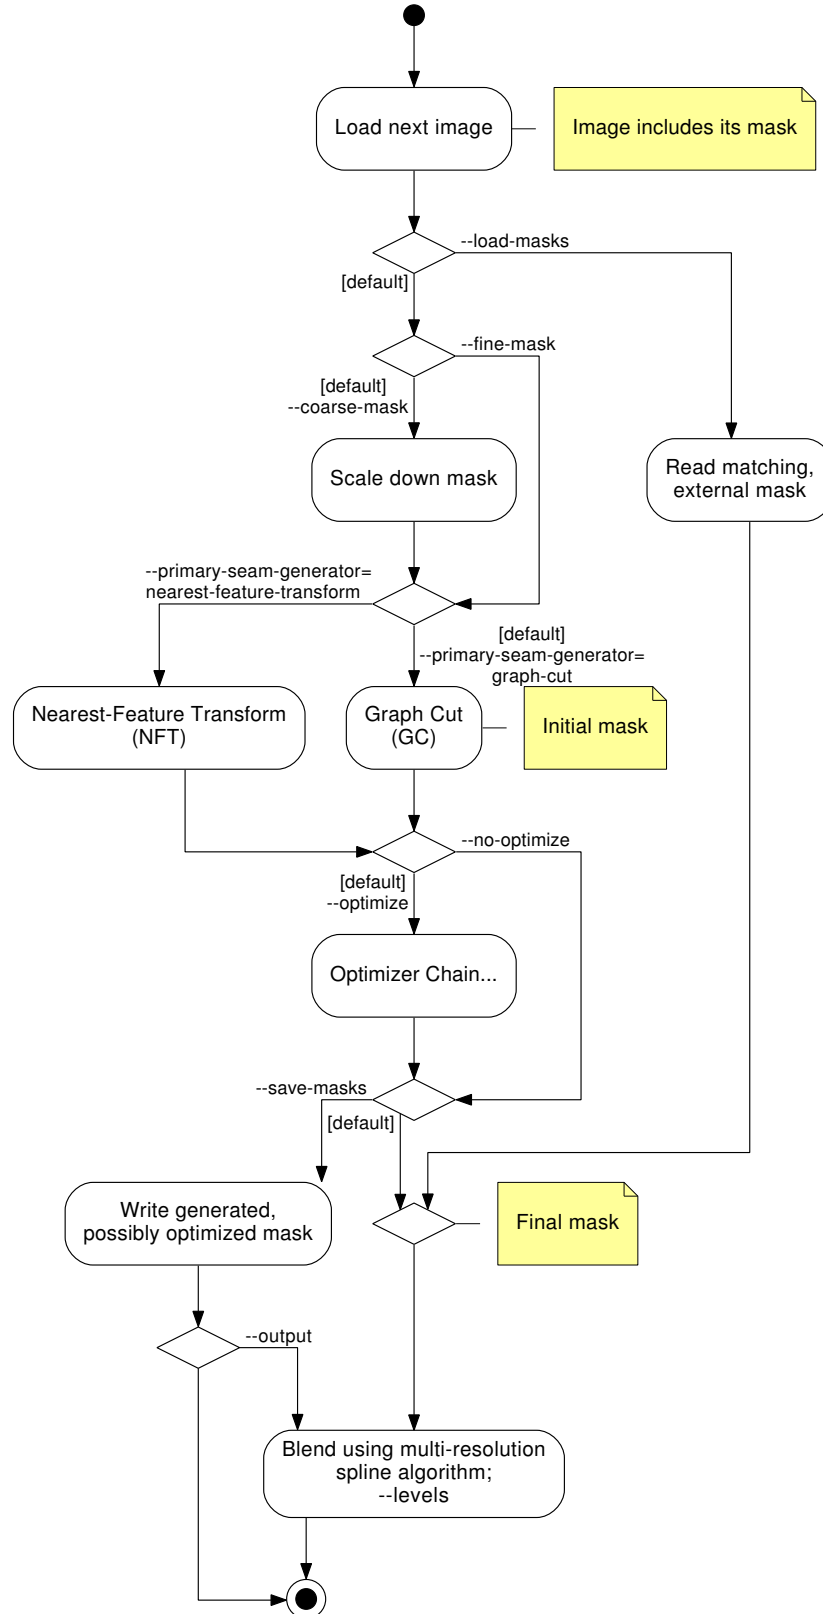 Load next image
Image includes its mask
--load-masks
[default]
--fine-mask
[default]
--coarse-mask
Scale down mask
Read matching,
external mask
--primary-seam-generator=
nearest-feature-transform
[default]
--primary-seam-generator=
graph-cut
Nearest-Feature Transform
(NFT)
Graph Cut
(GC)
Initial mask
--no-optimize
[default]
--optimize
Optimizer Chain...
--save-masks
[default]
Write generated,
possibly optimized mask
Final mask
--output
Blend using multi-resolution
spline algorithm;
--levels